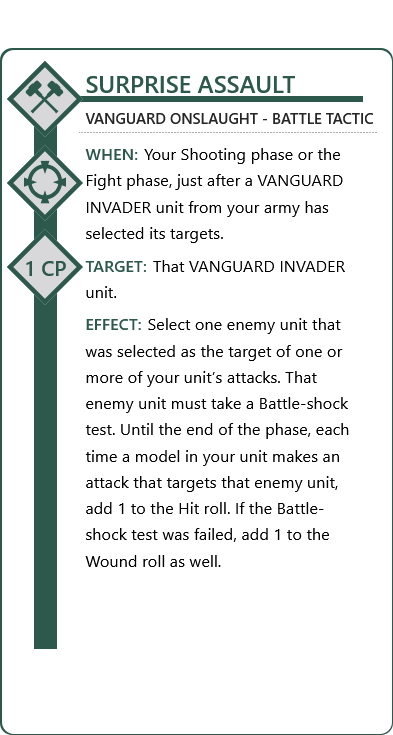 SURPRISE ASSAULT
VANGUARD ONSLAUGHT - BATTLE TACTIC
WHEN: Your Shooting phase or the
Fight phase, just after a VANGUARD
INVADER unit from your army has
selected its targets.
1 CP
TARGET: That VANGUARD INVADER
unit.
EFFECT: Select one enemy unit that
was selected as the target of one or
more of your unit's attacks. That
enemy unit must take a Battle-shock
test. Until the end of the phase, each
time a model in your unit makes an
attack that targets that enemy unit,
add 1 to the Hit roll. If the Battle-
shock test was failed, add 1 to the
Wound roll as well.